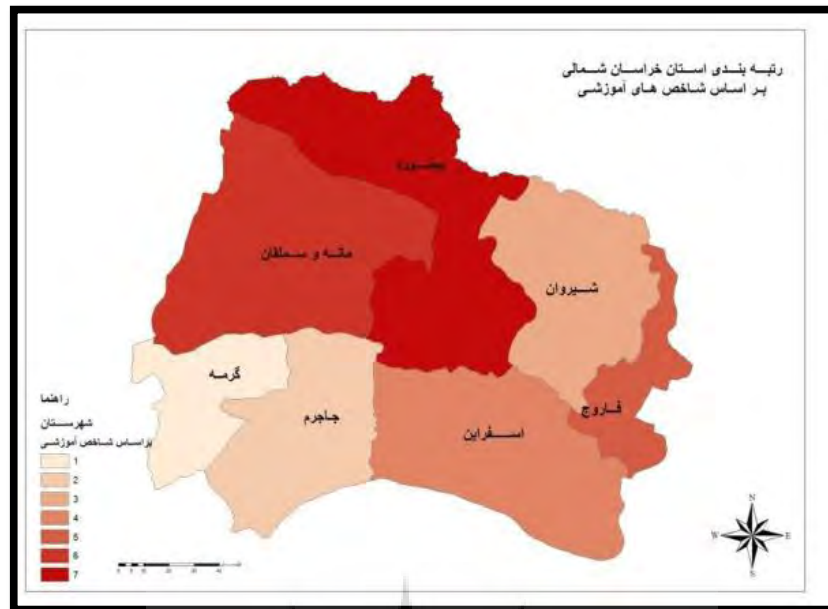 رتبه بندی استان خراسان شمالی
بر اساس شاخص های آموزشی
بجنورد
مانه و سملقان
شیروان
گرمه
جاجرم
اسفراین
فاروج
راهنما
شهرستان
براساس شاخص آموزشی
1
2
3
4
5
6
7
N
W
E
S